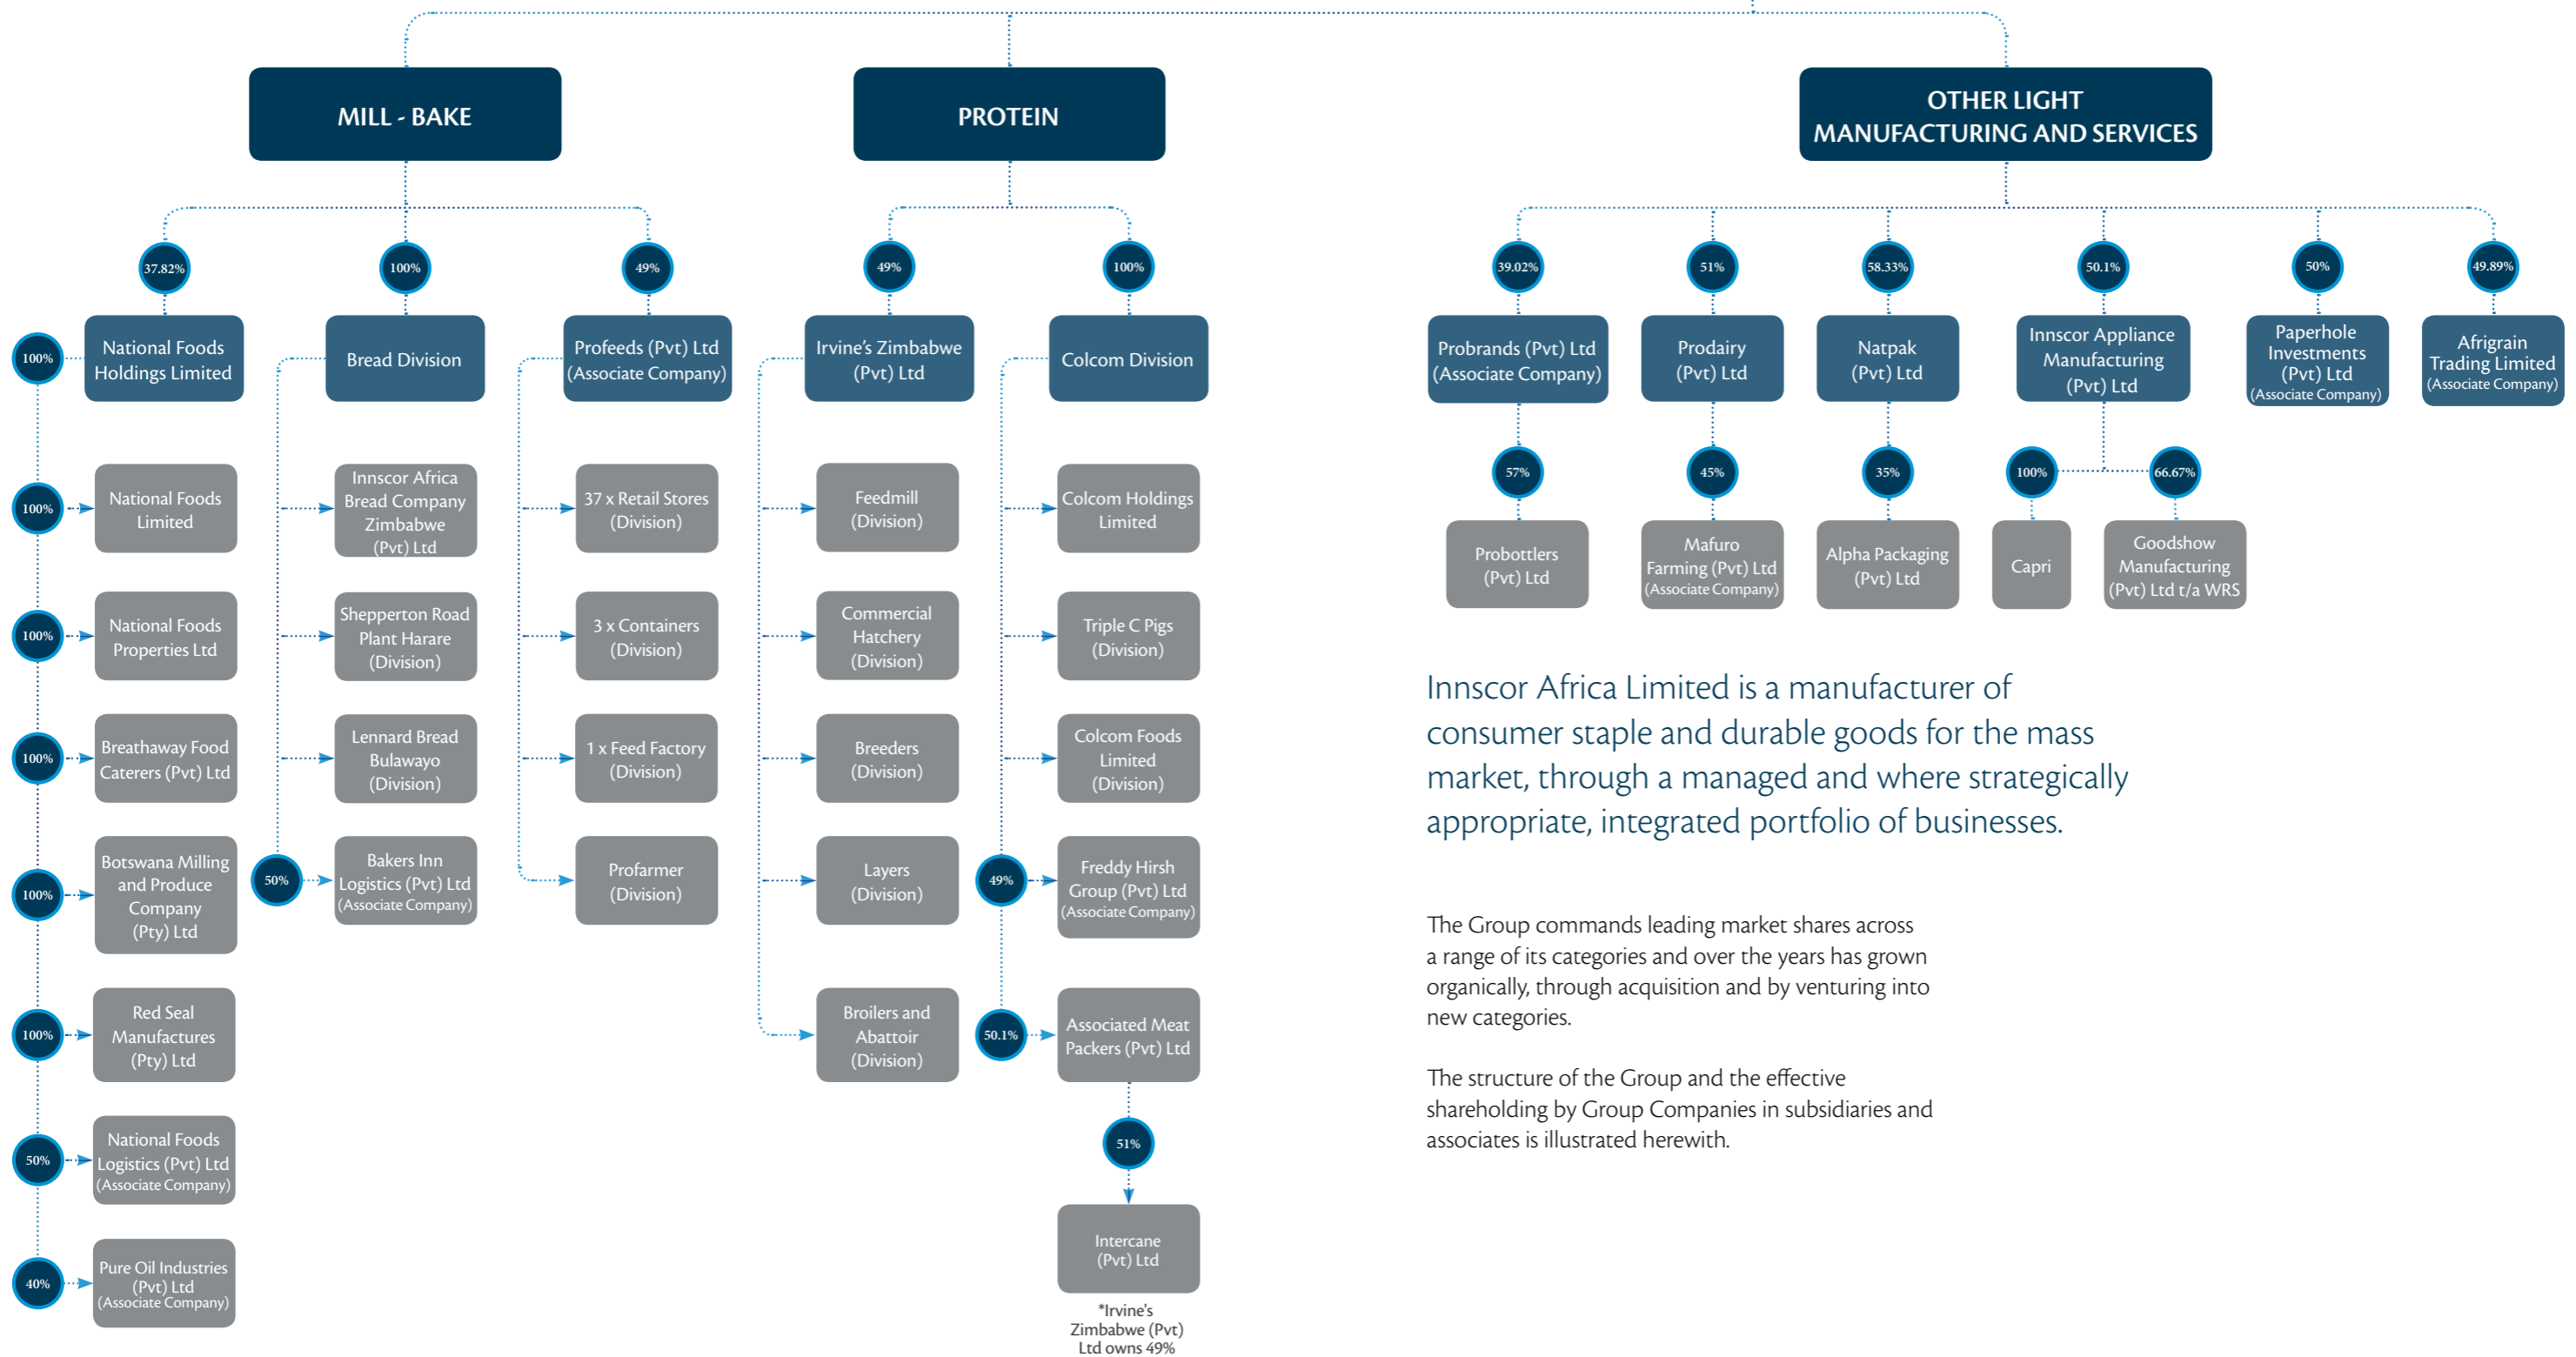 MILL - BAKE
PROTEIN
OTHER LIGHT
MANUFACTURING AND SERVICES
37.82%
100%
49%
49%
100%
39.02%
51%
58.33%
50.1%
50%
49.89%
100%
National Foods
Holdings Limited
Bread Division
Profeeds (Pvt) Ltd
(Associate Company)
Irvine's Zimbabwe
(Pvt) Ltd
Colcom Division
Probrands (Pvt) Ltd
(Associate Company)
Prodairy
(Pvt) Ltd
Natpak
(Pvt) Ltd
Innscor Appliance
Manufacturing
(Pvt) Ltd
Paperhole
Investments
(Pvt) Ltd
(Associate Company)
Afrigrain
Trading Limited
(Associate Company)
100%
National Foods
Limited
100%
National Foods
Properties Ltd
100%
Breathaway Food
Caterers (Pvt) Ltd
100%
Botswana Milling
and Produce
Company
(Pty) Ltd
100%
Red Seal
Manufactures
(Pty) Ltd
50%
National Foods
Logistics (Pvt) Ltd
(Associate Company)
40%
Pure Oil Industries
(Pvt) Ltd
(Associate Company)
Innscor Africa
Bread Company
Zimbabwe
(Pvt) Ltd
Shepperton Road
Plant Harare
(Division)
Lennard Bread
Bulawayo
(Division)
50%
Bakers Inn
Logistics (Pvt) Ltd
(Associate Company)
37 x Retail Stores
(Division)
3 x Containers
(Division)
1 x Feed Factory
(Division)
Profarmer
(Division)
Feedmill
(Division)
Commercial
Hatchery
(Division)
Breeders
(Division)
Layers
(Division)
Broilers and
Abattoir
(Division)
Colcom Holdings
Limited
Triple C Pigs
(Division)
Colcom Foods
Limited
(Division)
49%
Freddy Hirsh
Group (Pvt) Ltd
(Associate Company)
50.1%
Associated Meat
Packers (Pvt) Ltd
51%
Intercane
(Pvt) Ltd
*Irvine's
Zimbabwe (Pvt)
Ltd owns 49%
57%
45%
35%
100%
66.67%
Probottlers
(Pvt) Ltd
Mafuro
Farming (Pvt) Ltd
(Associate Company)
Alpha Packaging
(Pvt) Ltd
Capri
Goodshow
Manufacturing
(Pvt) Ltd t/a WRS
Innscor Africa Limited is a manufacturer of
consumer staple and durable goods for the mass
market, through a managed and where strategically
appropriate, integrated portfolio of businesses.
The Group commands leading market shares across
a range of its categories and over the years has grown
organically, through acquisition and by venturing into
new categories.
The structure of the Group and the effective
shareholding by Group Companies in subsidiaries and
associates is illustrated herewith.